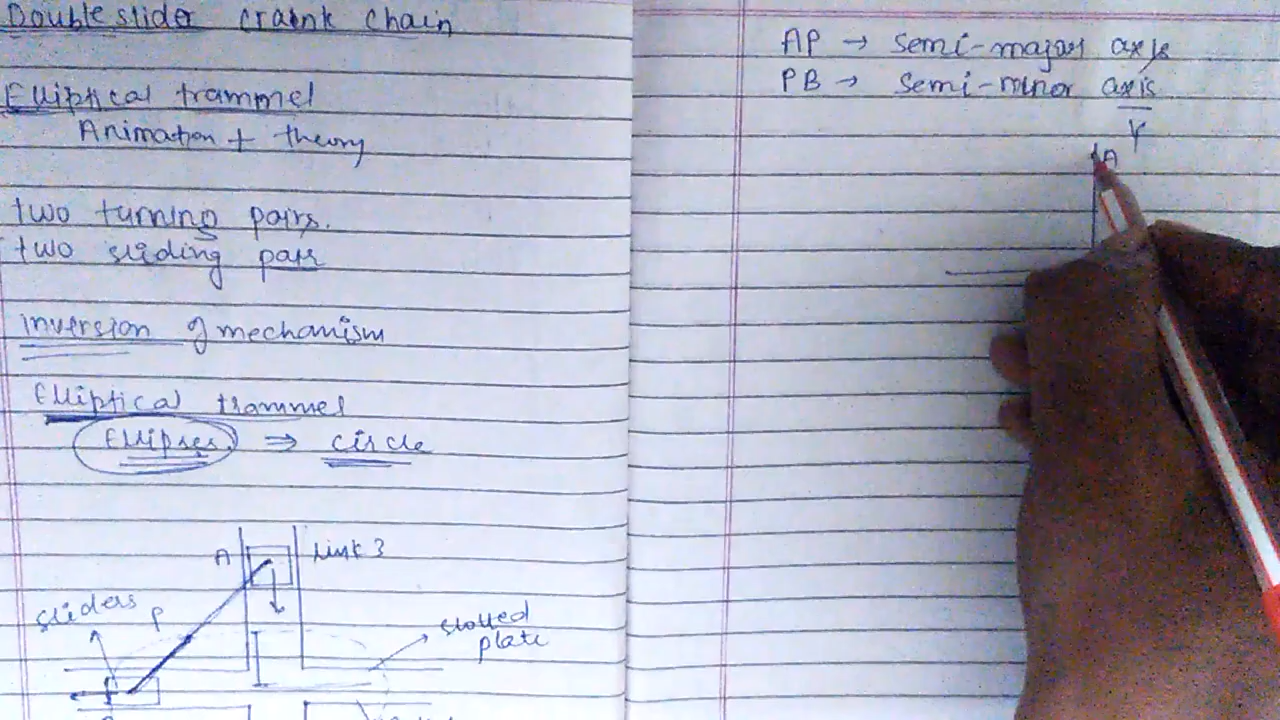 Double slider crank chain
Elliptical trammel
Animation + theory
two turning pairs.
two sliding pair
inversion of mechanism
Elliptical trammel
Ellipses ⇒ circle
A Link 3
sliders P
slotted
plate
AP → semi-major axis
PB → semi-minor axis
Y
A